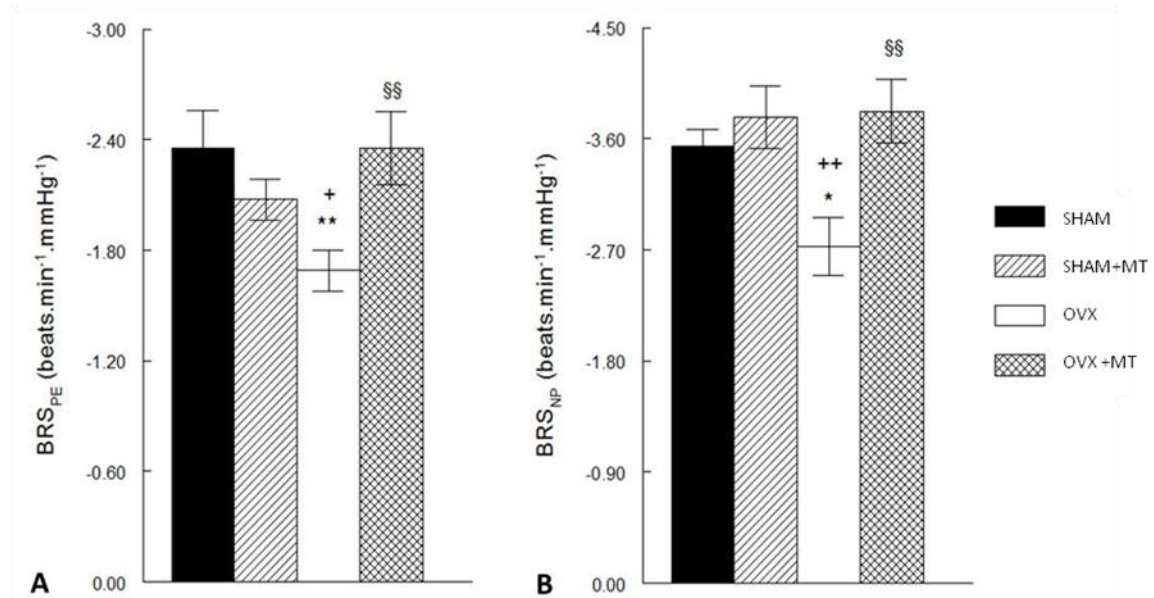 -3.00
-2.40
-1.80
-1.20
-0.60
0.00
BRS_PE (beats.min⁻¹.mmHg⁻¹)
+
**
§§
A
-4.50
-3.60
-2.70
-1.80
-0.90
0.00
BRS_NP (beats.min⁻¹.mmHg⁻¹)
++
*
§§
B
SHAM
SHAM+MT
OVX
OVX +MT